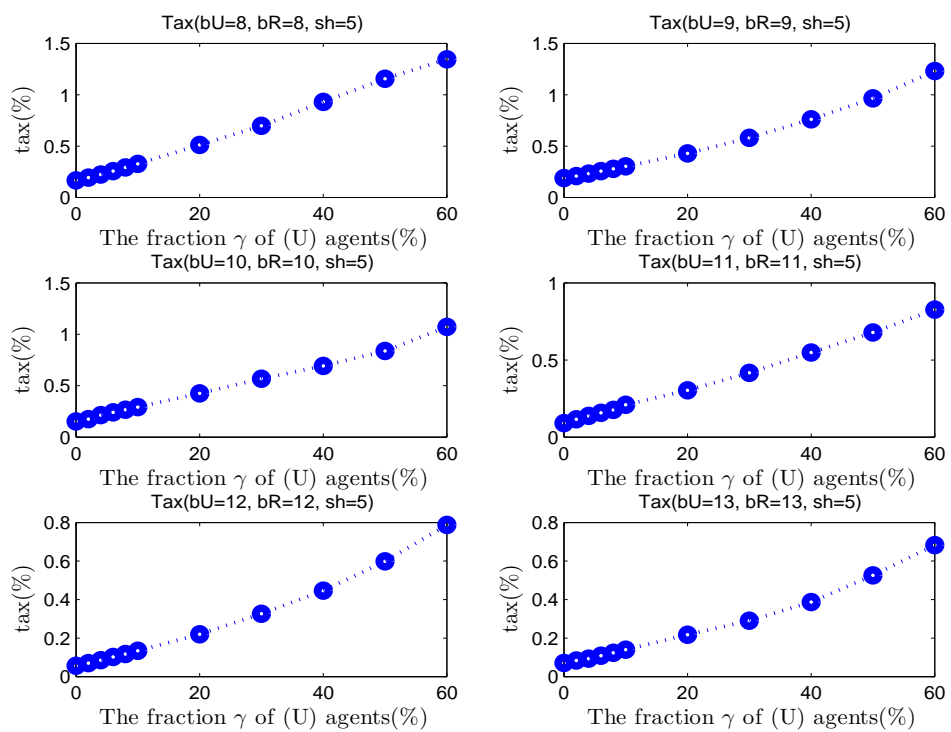 Tax(bU=8, bR=8, sh=5)
1.5
1
0.5
0
tax(%)
0 20 40 60
The fraction γ of (U) agents(%)
Tax(bU=9, bR=9, sh=5)
1.5
1
0.5
0
tax(%)
0 20 40 60
The fraction γ of (U) agents(%)
Tax(bU=10, bR=10, sh=5)
1.5
1
0.5
0
tax(%)
0 20 40 60
The fraction γ of (U) agents(%)
Tax(bU=11, bR=11, sh=5)
1
0.5
0
tax(%)
0 20 40 60
The fraction γ of (U) agents(%)
Tax(bU=12, bR=12, sh=5)
0.8
0.6
0.4
0.2
0
tax(%)
0 20 40 60
The fraction γ of (U) agents(%)
Tax(bU=13, bR=13, sh=5)
0.8
0.6
0.4
0.2
0
tax(%)
0 20 40 60
The fraction γ of (U) agents(%)